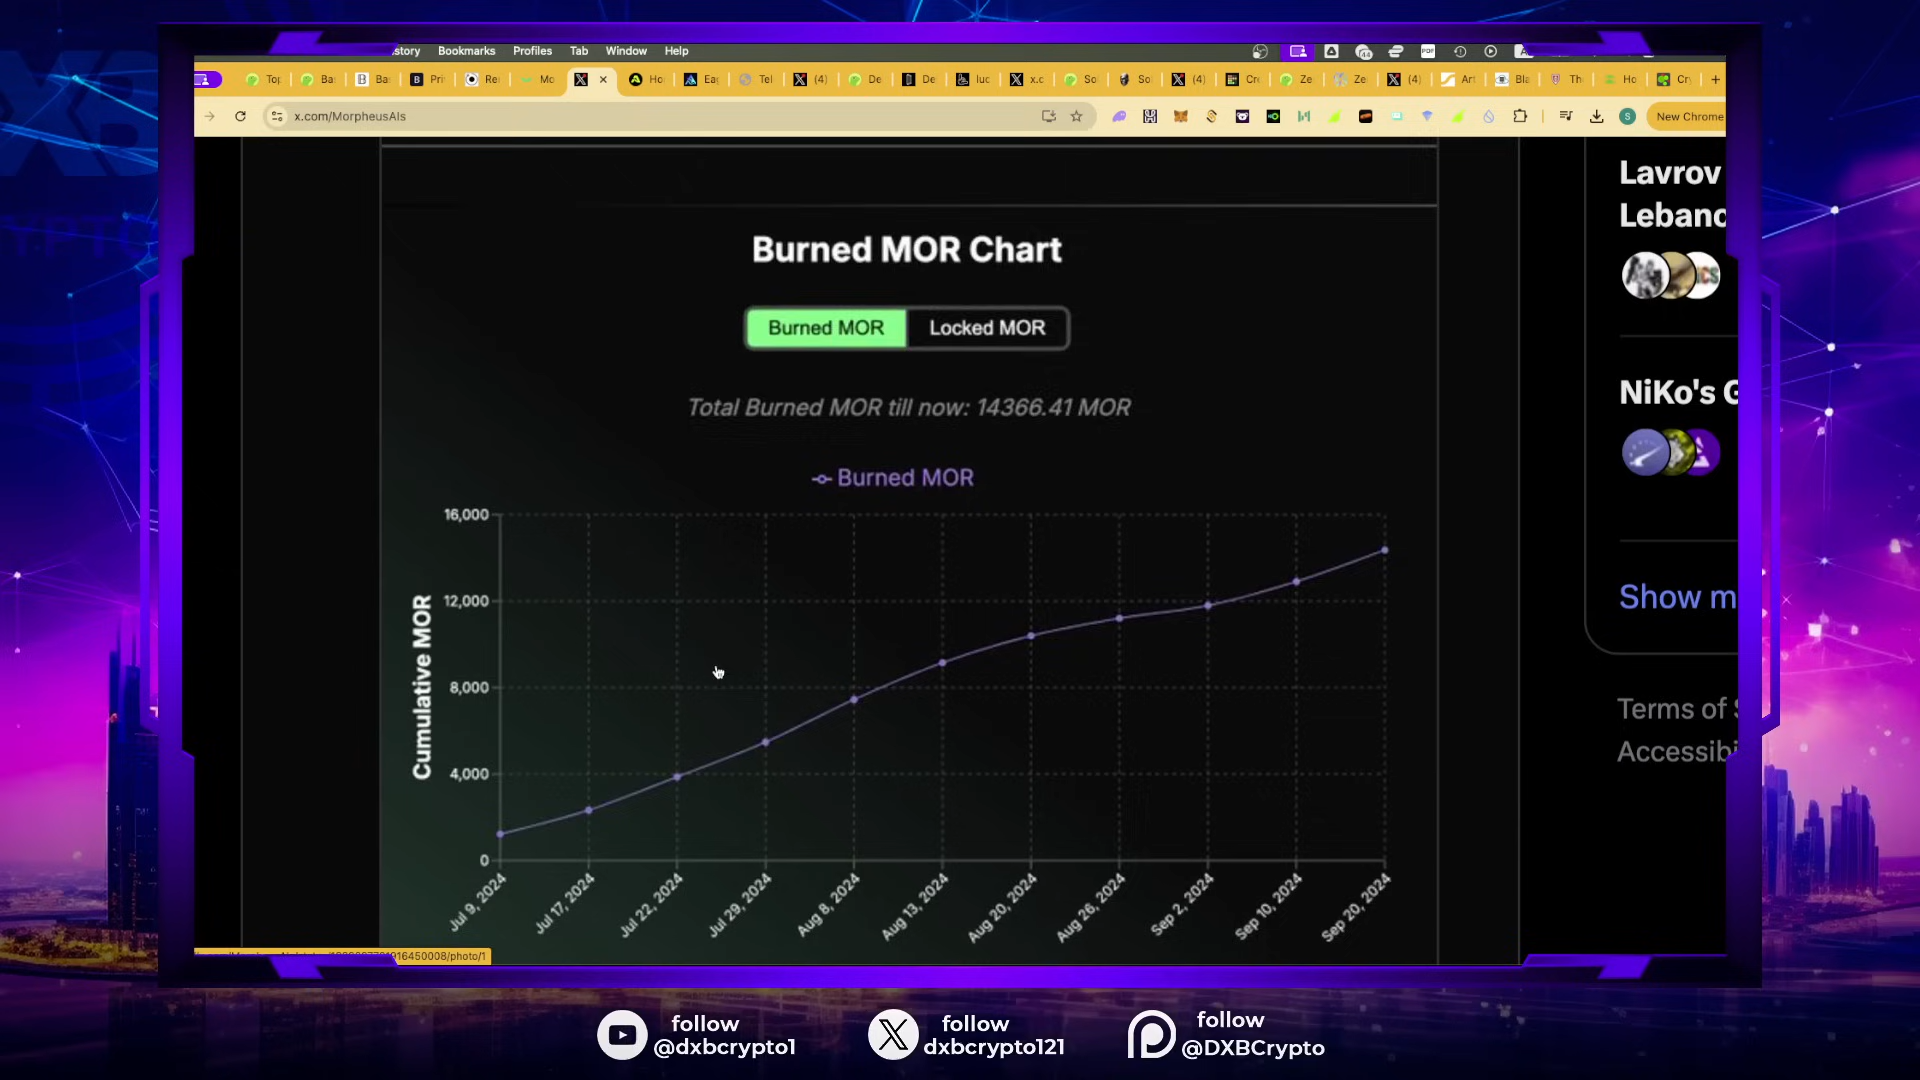 Bookmarks Profiles Tab Window Help
x.com/MorpheusAIs
New Chrome
Burned MOR Chart
Burned MOR Locked MOR
Total Burned MOR till now: 14366.41 MOR
Burned MOR
Cumulative MOR
16,000
12,000
8,000
4,000
0
Jul 9, 2024
Jul 17, 2024
Jul 22, 2024
Jul 29, 2024
Aug 8, 2024
Aug 13, 2024
Aug 20, 2024
Aug 26, 2024
Sep 2, 2024
Sep 10, 2024
Sep 20, 2024
Lavrov
Lebano
NiKo's G
Show m
Terms of S
Accessibi
follow
@dxbcrypto1
follow
dxbcrypto121
follow
@DXBCrypto